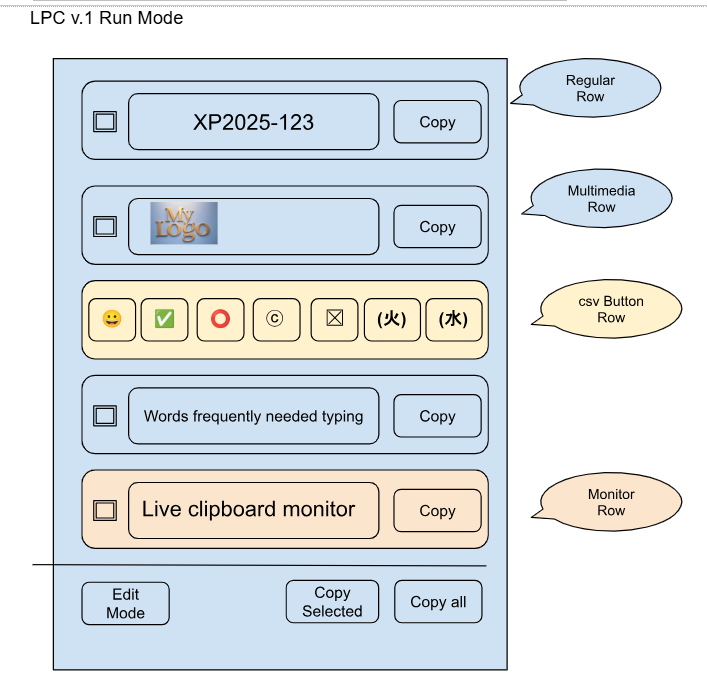 LPC v.1 Run Mode
Regular
Row
XP2025-123
Copy
Multimedia
Row
My
Logo
Copy
csv Button
Row
😀 ✅ ⭕ © ☒ (火) (水)
Words frequently needed typing
Copy
Monitor
Row
Live clipboard monitor
Copy
Edit
Mode
Copy
Selected
Copy all